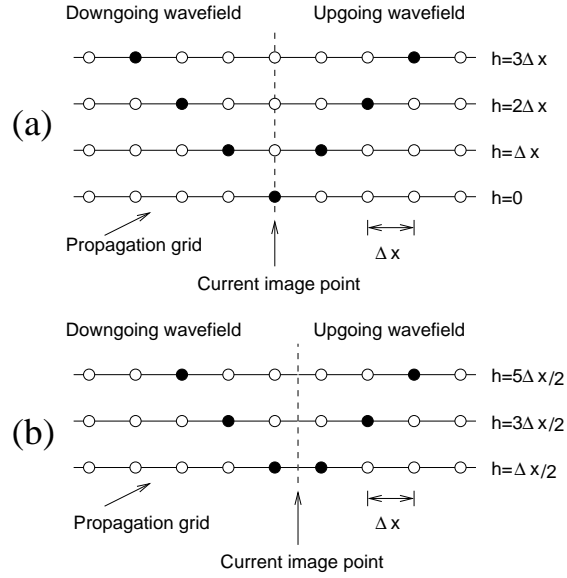 Downgoing wavefield Upgoing wavefield
h=3Δx
h=2Δx
(a)
h=Δx
h=0
Propagation grid
Δx
Current image point
Downgoing wavefield Upgoing wavefield
h=5Δx/2
(b)
h=3Δx/2
h=Δx/2
Propagation grid
Δx
Current image point